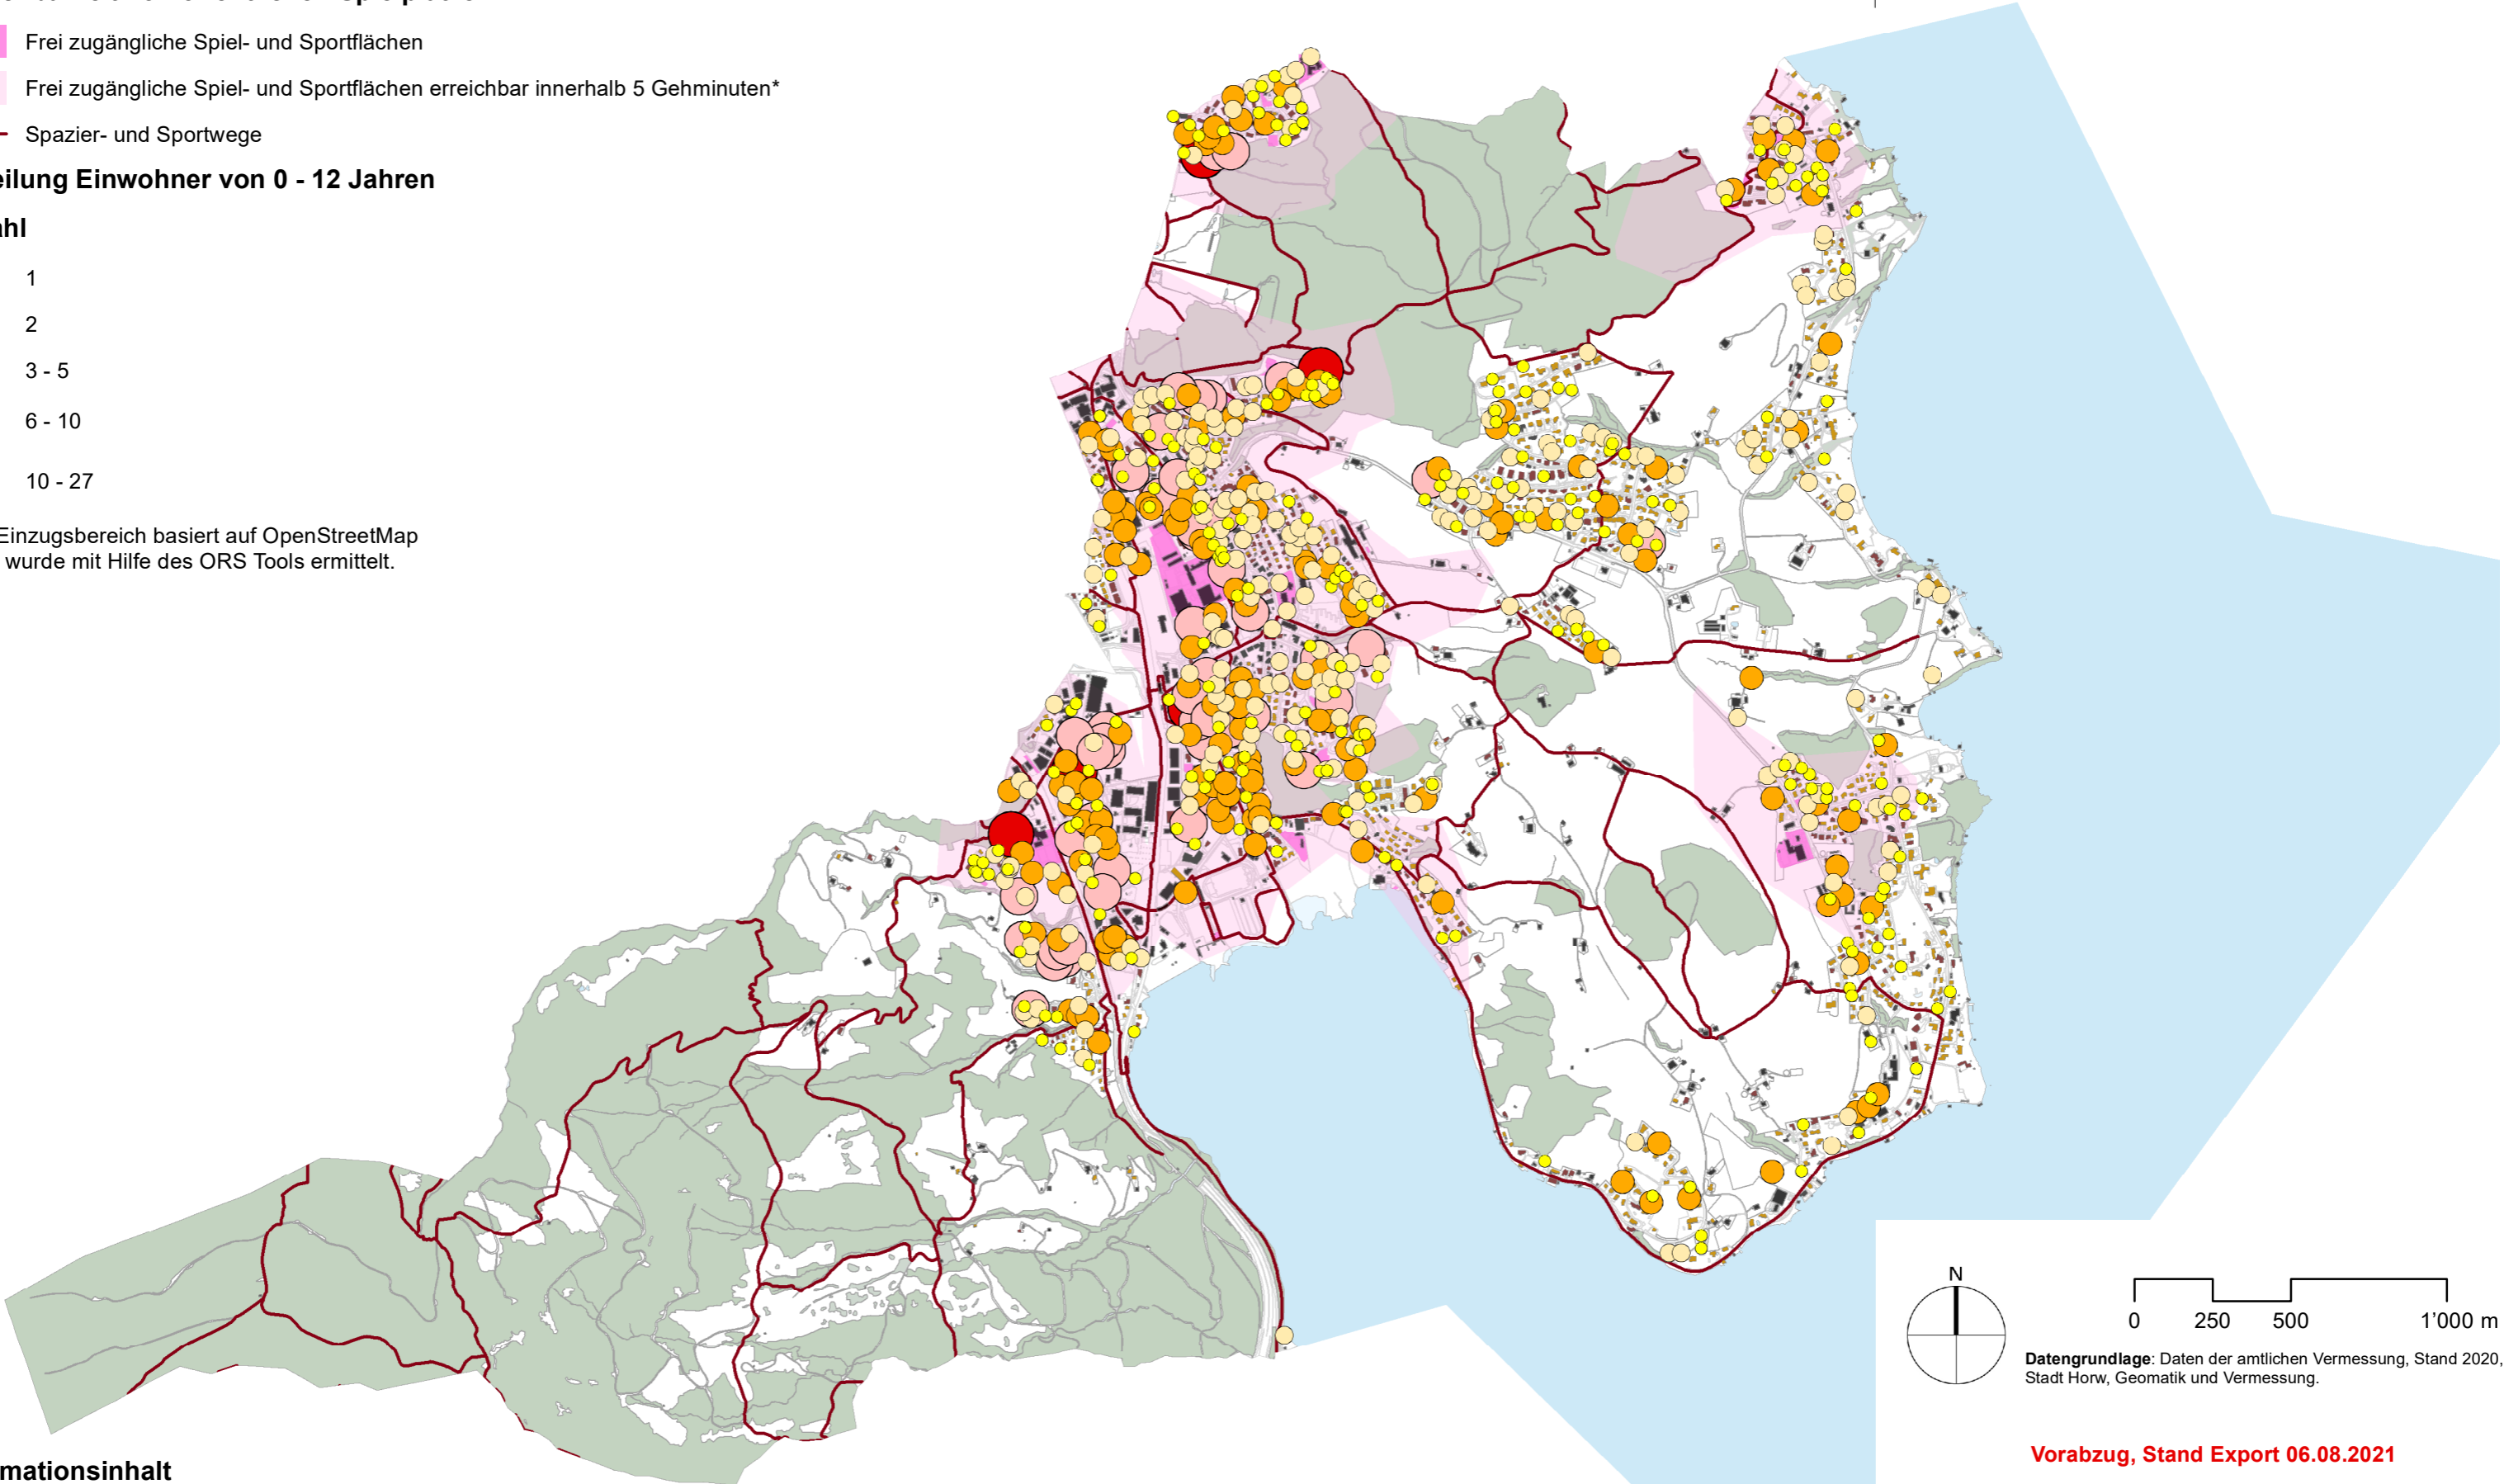 Frei zugängliche Spiel- und Sportflächen
Frei zugängliche Spiel- und Sportflächen erreichbar innerhalb 5 Gehminuten*
Spazier- und Sportwege
eilung Einwohner von 0 - 12 Jahren
ahl
1
2
3 - 5
6 - 10
10 - 27
Einzugsbereich basiert auf OpenStreetMap
wurde mit Hilfe des ORS Tools ermittelt.
N
0 250 500 1'000 m
Datengrundlage: Daten der amtlichen Vermessung, Stand 2020,
Stadt Horw, Geomatik und Vermessung.
Vorabzug, Stand Export 06.08.2021
mationsinhalt